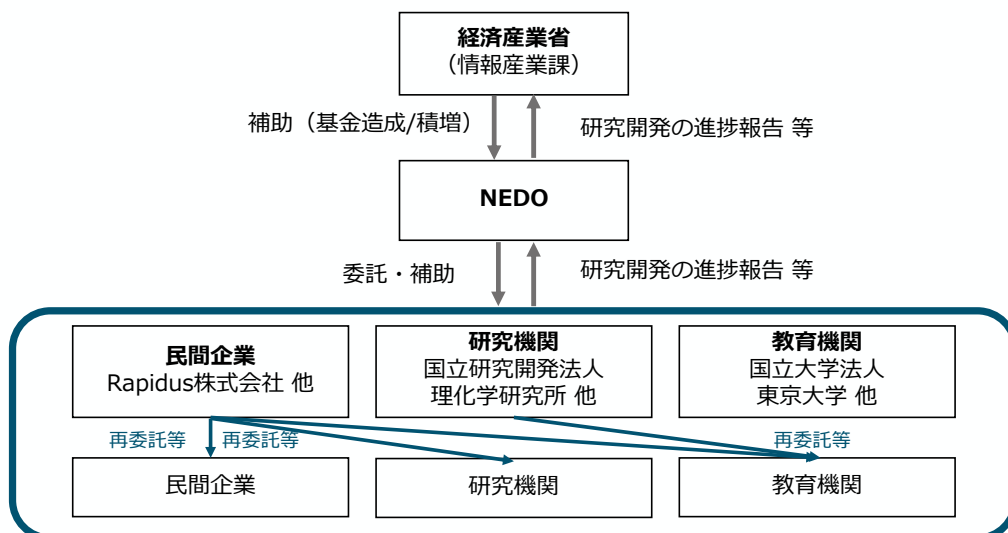 経済産業省
（情報産業課）
補助（基金造成/積増）
研究開発の進捗報告 等
NEDO
委託・補助
研究開発の進捗報告 等
民間企業
Rapidus株式会社 他
研究機関
国立研究開発法人
理化学研究所 他
教育機関
国立大学法人
東京大学 他
再委託等
再委託等
再委託等
民間企業
研究機関
教育機関